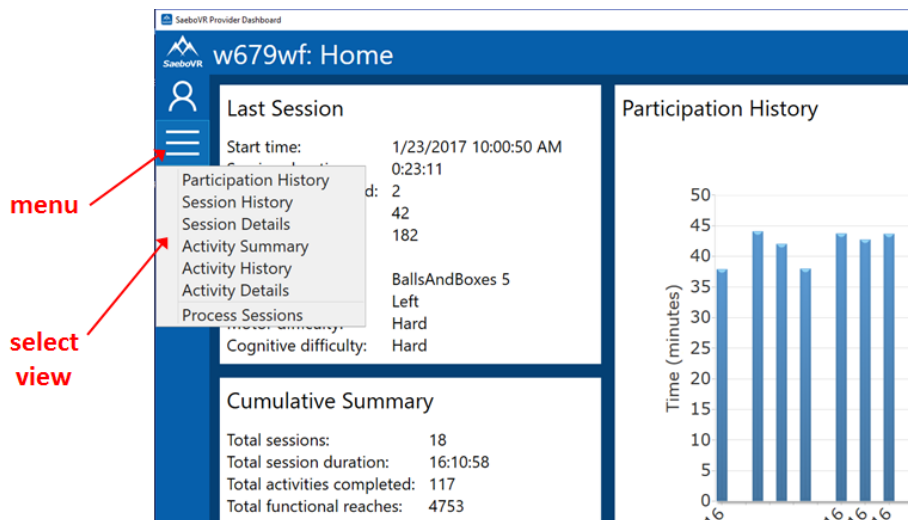 SaeboVR Provider Dashboard
SaeboVR
w679wf: Home
Last Session
Start time: 1/23/2017 10:00:50 AM
0:23:11
d: 2
42
182
BallsAndBoxes 5
Left
Hard
Cognitive difficulty: Hard
menu
select
view
Participation History
Session History
Session Details
Activity Summary
Activity History
Activity Details
Process Sessions
Cumulative Summary
Total sessions: 18
Total session duration: 16:10:58
Total activities completed: 117
Total functional reaches: 4753
Participation History
Time (minutes)
50
45
40
35
30
25
20
15
10
5
0
16
16
16
16